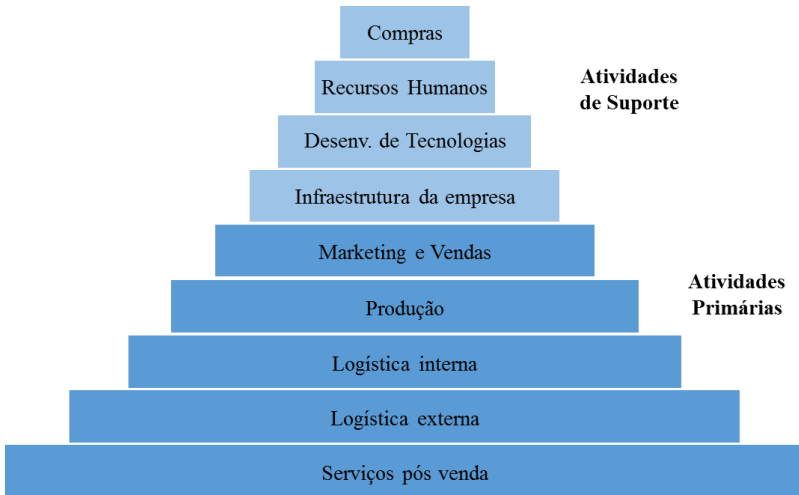 Compras
Recursos Humanos
Atividades
de Suporte
Desenv. de Tecnologias
Infraestrutura da empresa
Marketing e Vendas
Atividades
Primárias
Produção
Logística interna
Logística externa
Serviços pós venda